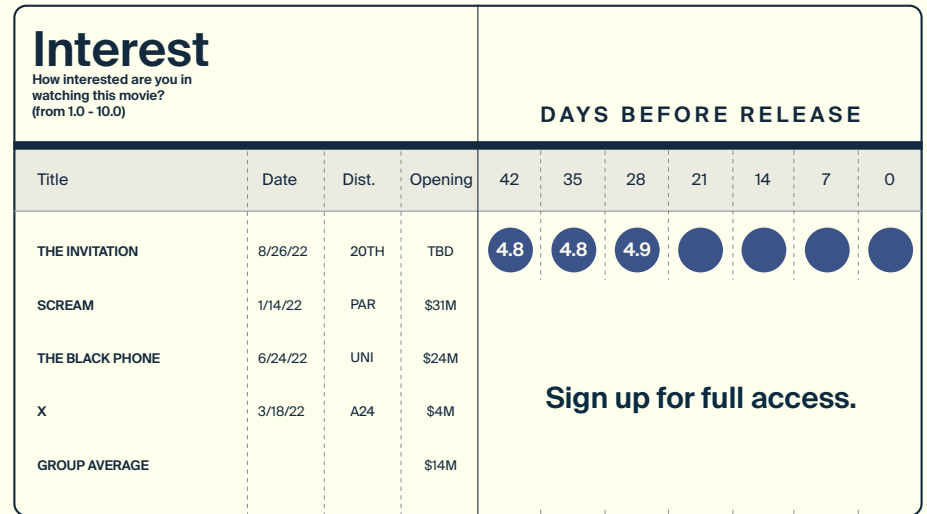 Interest
How interested are you in
watching this movie?
(from 1.0 - 10.0)
DAYS BEFORE RELEASE
Title Date Dist. Opening 42 35 28 21 14 7 0
THE INVITATION 8/26/22 20TH TBD 4.8 4.8 4.9
SCREAM 1/14/22 PAR $31M
THE BLACK PHONE 6/24/22 UNI $24M
X 3/18/22 A24 $4M
Sign up for full access.
GROUP AVERAGE $14M